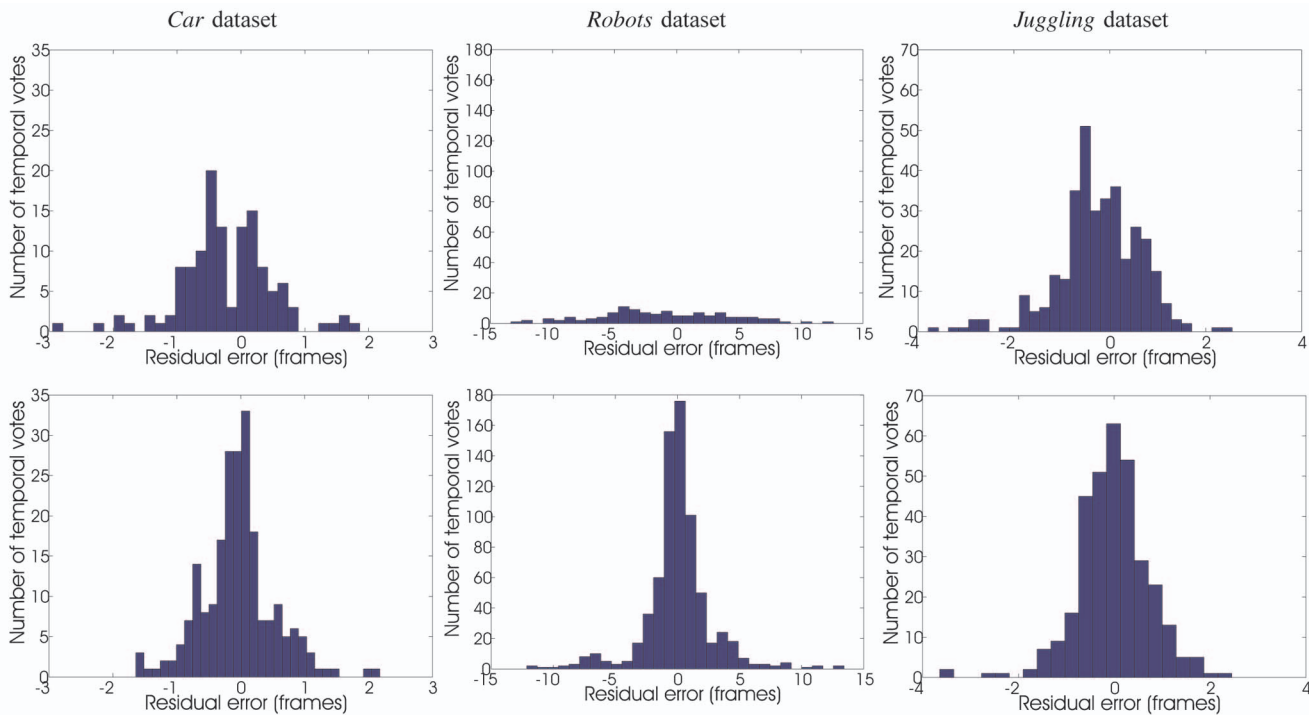 Car dataset
Robots dataset
Juggling dataset
35
30
25
20
15
10
5
0
Number of temporal votes
-3 -2 -1 0 1 2 3
Residual error (frames)
180
160
140
120
100
80
60
40
20
0
Number of temporal votes
-15 -10 -5 0 5 10 15
Residual error (frames)
70
60
50
40
30
20
10
0
Number of temporal votes
-4 -2 0 2 4
Residual error (frames)
35
30
25
20
15
10
5
0
Number of temporal votes
-3 -2 -1 0 1 2 3
Residual error (frames)
180
160
140
120
100
80
60
40
20
0
Number of temporal votes
-15 -10 -5 0 5 10 15
Residual error (frames)
70
60
50
40
30
20
10
0
Number of temporal votes
-4 -2 0 2 4
Residual error (frames)